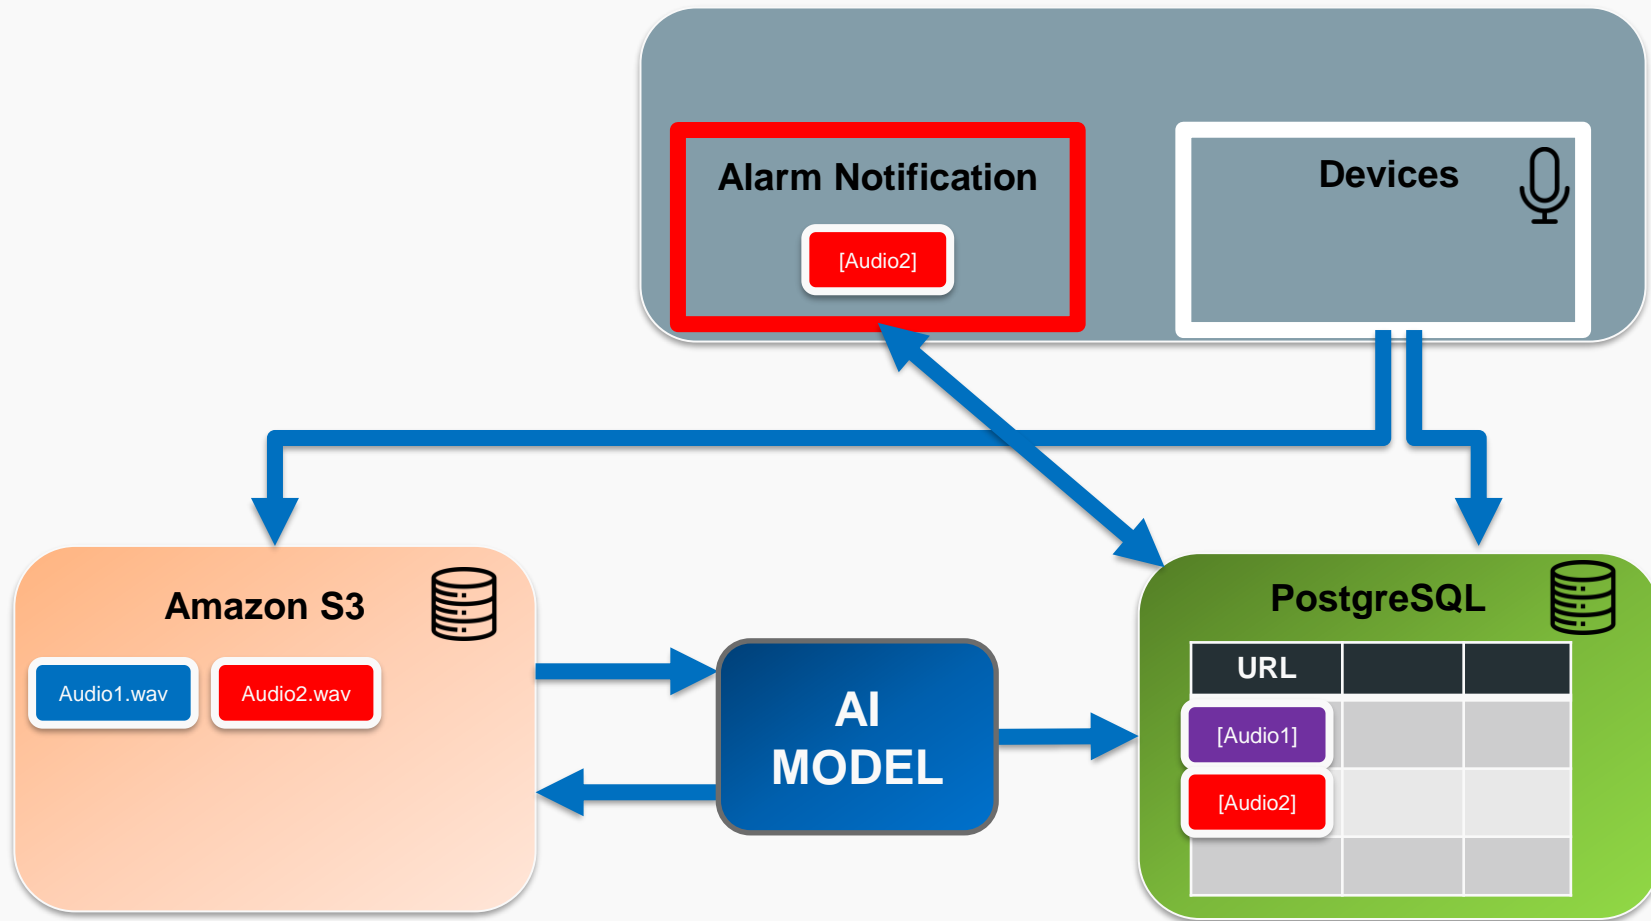 Alarm Notification
[Audio2]
Devices
Amazon S3
Audio1.wav
Audio2.wav
AI
MODEL
PostgreSQL
URL
[Audio1]
[Audio2]